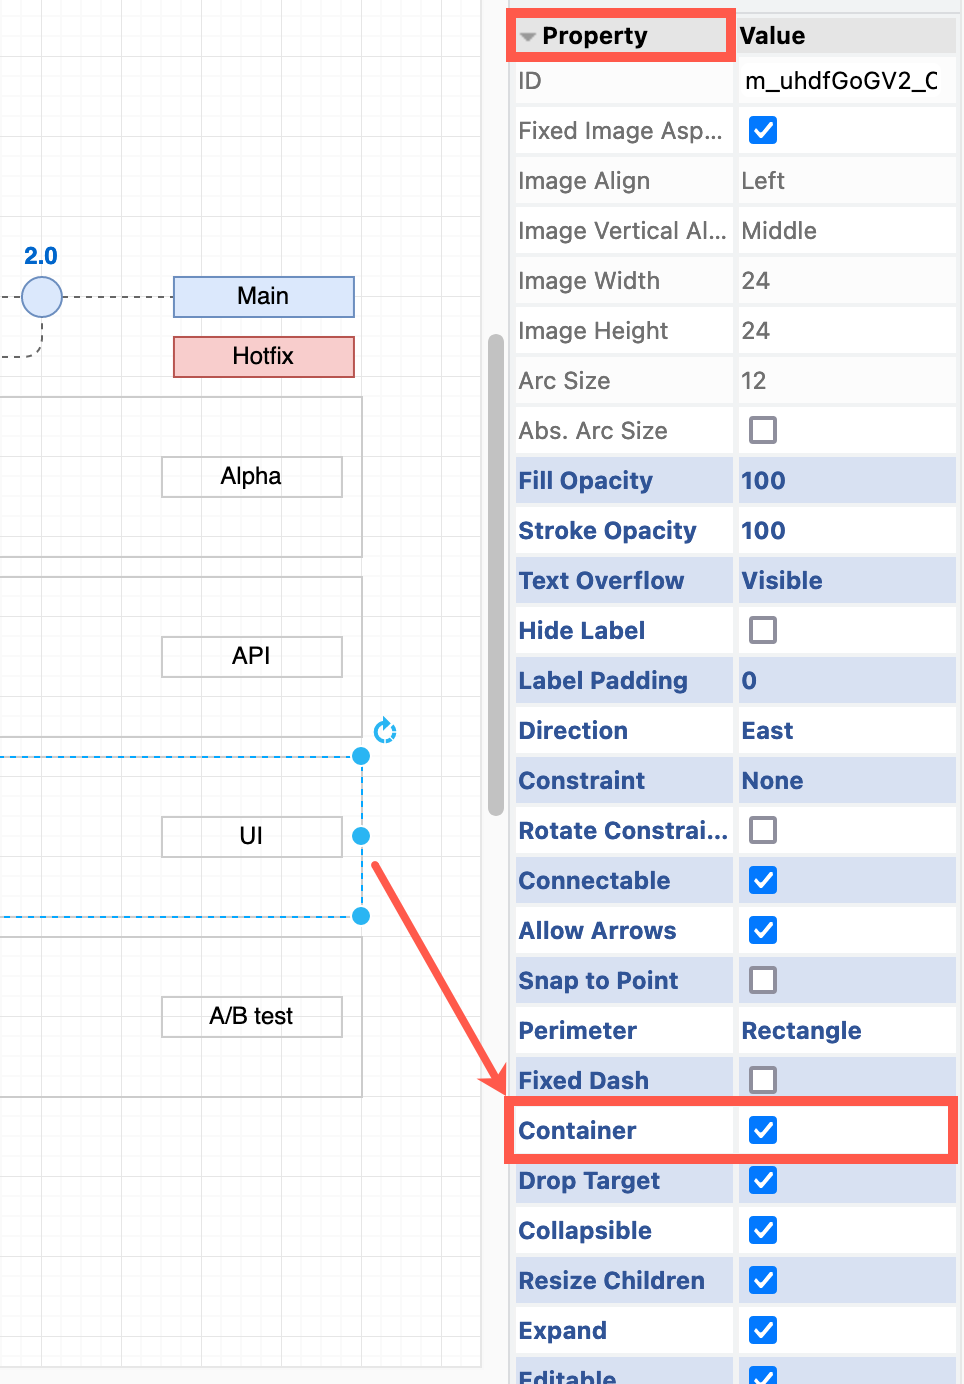 2.0
Main
Hotfix
Alpha
API
UI
A/B test
Property Value
ID m_uhdfGoGV2_
Fixed Image Asp...
Image Align Left
Image Vertical Al... Middle
Image Width 24
Image Height 24
Arc Size 12
Abs. Arc Size
Fill Opacity 100
Stroke Opacity 100
Text Overflow Visible
Hide Label
Label Padding 0
Direction East
Constraint None
Rotate Constrai...
Connectable
Allow Arrows
Snap to Point
Perimeter Rectangle
Fixed Dash
Container
Drop Target
Collapsible
Resize Children
Expand
Editable